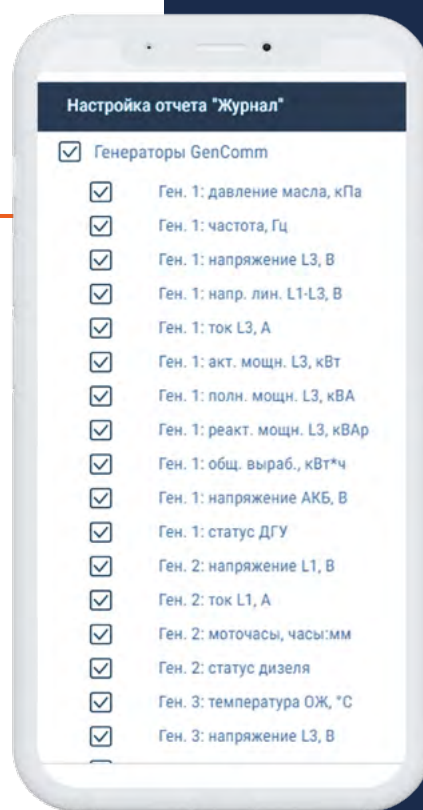 Настройка отчета "Журнал"
Генераторы GenComm
Ген. 1: давление масла, кПа
Ген. 1: частота, Гц
Ген. 1: напряжение L3, В
Ген. 1: напр. лин. L1-L3, В
Ген. 1: ток L3, А
Ген. 1: акт. мощн. L3, кВт
Ген. 1: полн. мощн. L3, кВА
Ген. 1: реакт. мощн. L3, кВАр
Ген. 1: общ. выраб., кВт*ч
Ген. 1: напряжение АКБ, В
Ген. 1: статус ДГУ
Ген. 2: напряжение L1, В
Ген. 2: ток L1, А
Ген. 2: моточасы, часы:мм
Ген. 2: статус дизеля
Ген. 3: температура ОЖ, °С
Ген. 3: напряжение L3, В